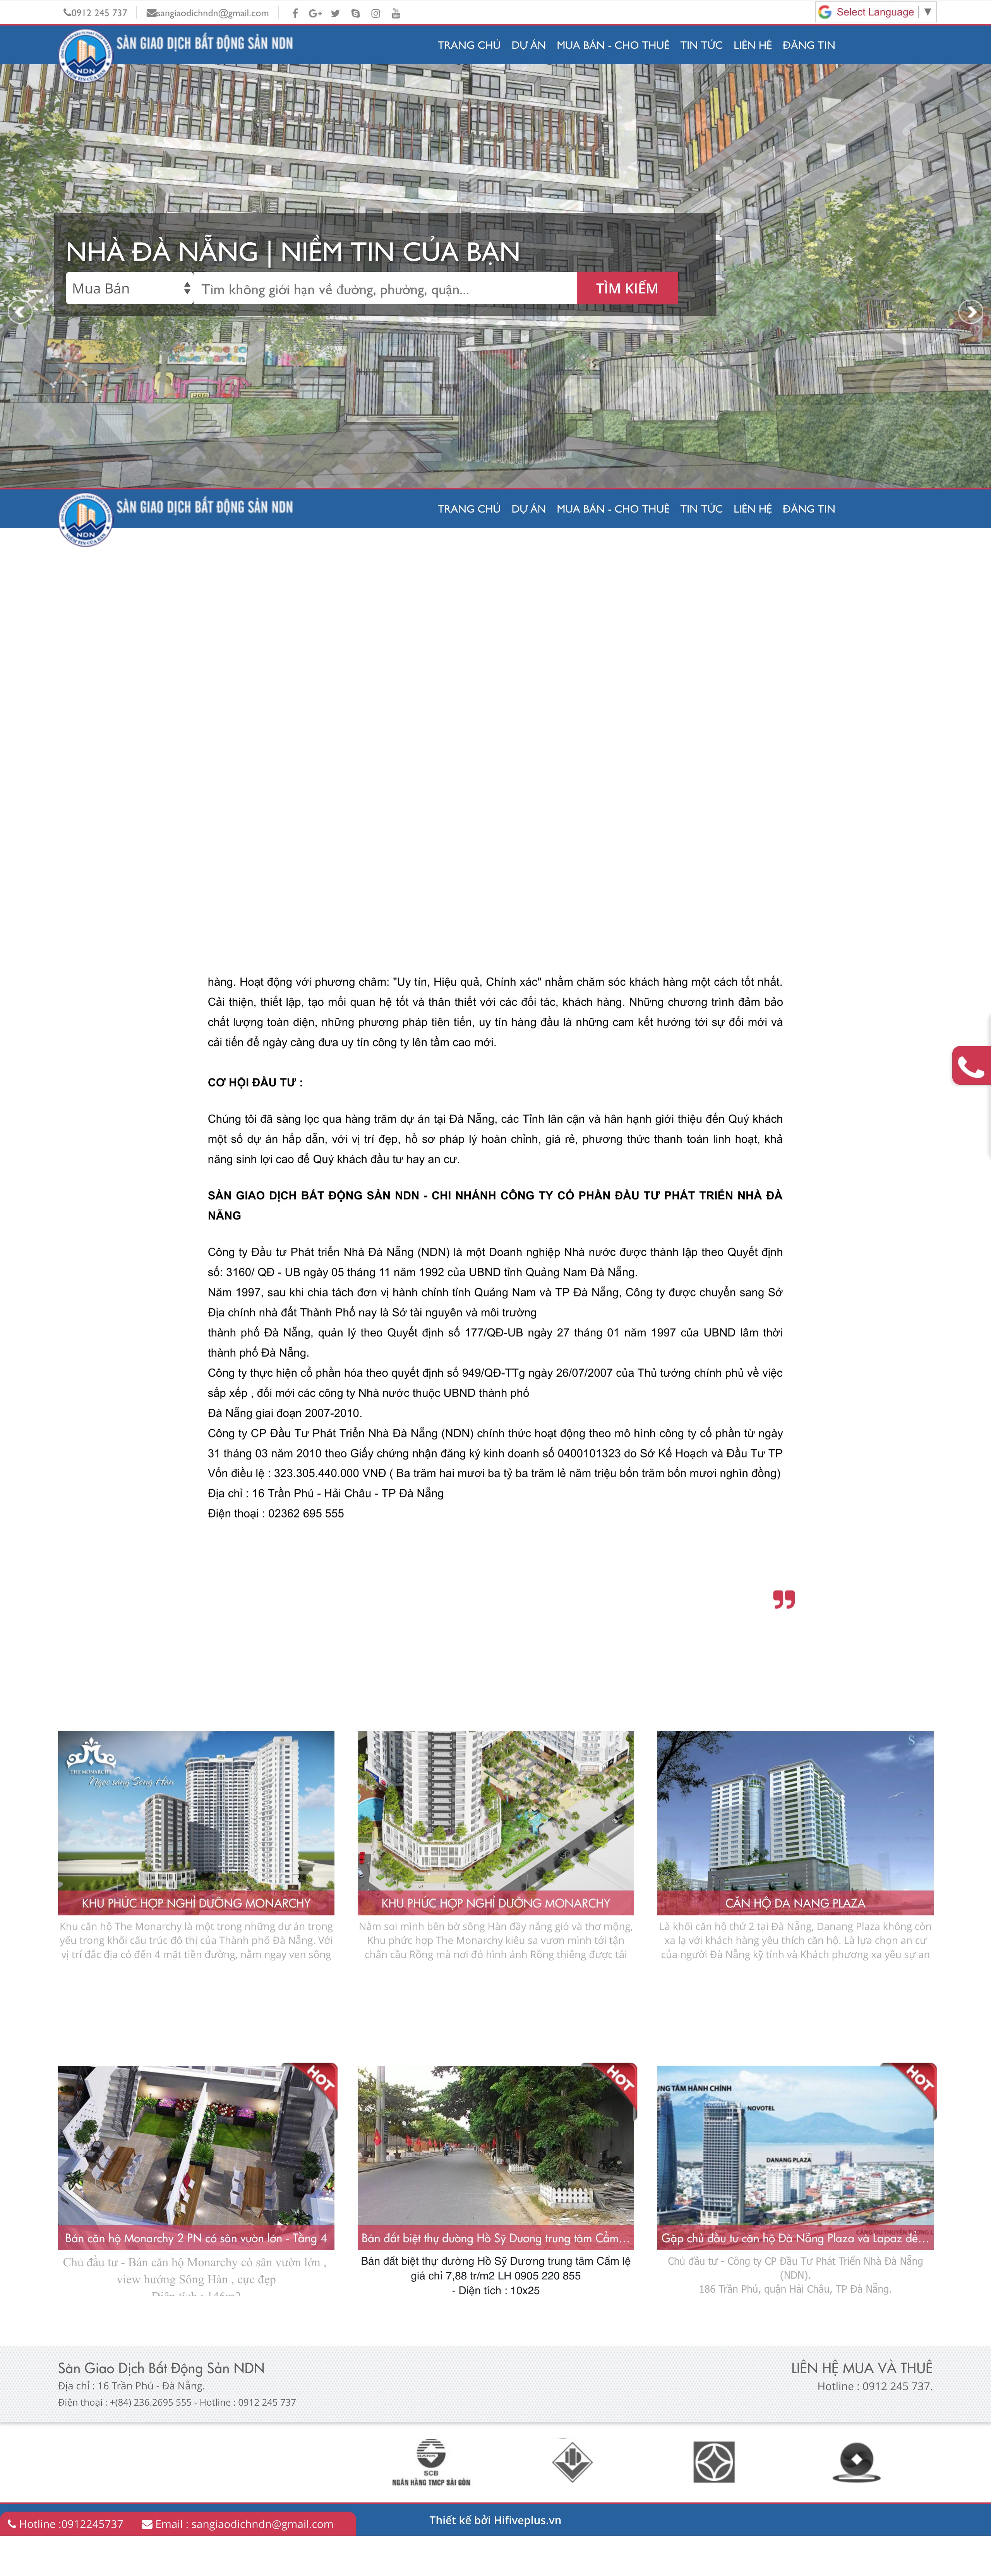 0912 245 737 sangiaodichndn@gmail.com Select Language ▼
NDN
SÀN GIAO DỊCH BẤT ĐỘNG SẢN NDN TRANG CHỦ DỰ ÁN MUA BÁN - CHO THUÊ TIN TỨC LIÊN HỆ ĐĂNG TIN
NHÀ ĐÀ NẴNG | NIỀM TIN CỦA BẠN
Mua Bán Tìm không giới hạn về đường, phường, quận... TÌM KIẾM
NDN
SÀN GIAO DỊCH BẤT ĐỘNG SẢN NDN TRANG CHỦ DỰ ÁN MUA BÁN - CHO THUÊ TIN TỨC LIÊN HỆ ĐĂNG TIN
hàng. Hoạt động với phương châm: "Uy tín, Hiệu quả, Chính xác" nhằm chăm sóc khách hàng một cách tốt nhất.
Cải thiện, thiết lập, tạo mối quan hệ tốt và thân thiết với các đối tác, khách hàng. Những chương trình đảm bảo
chất lượng toàn diện, những phương pháp tiên tiến, uy tín hàng đầu là những cam kết hướng tới sự đổi mới và
cải tiến để ngày càng đưa uy tín công ty lên tầm cao mới.
CƠ HỘI ĐẦU TƯ :
Chúng tôi đã sàng lọc qua hàng trăm dự án tại Đà Nẵng, các Tỉnh lân cận và hân hạnh giới thiệu đến Quý khách
một số dự án hấp dẫn, với vị trí đẹp, hồ sơ pháp lý hoàn chỉnh, giá rẻ, phương thức thanh toán linh hoạt, khả
năng sinh lợi cao để Quý khách đầu tư hay an cư.
SÀN GIAO DỊCH BẤT ĐỘNG SẢN NDN - CHI NHÁNH CÔNG TY CỔ PHẦN ĐẦU TƯ PHÁT TRIỂN NHÀ ĐÀ
NẴNG
Công ty Đầu tư Phát triển Nhà Đà Nẵng (NDN) là một Doanh nghiệp Nhà nước được thành lập theo Quyết định
số: 3160/ QĐ - UB ngày 05 tháng 11 năm 1992 của UBND tỉnh Quảng Nam Đà Nẵng.
Năm 1997, sau khi chia tách đơn vị hành chỉnh tỉnh Quảng Nam và TP Đà Nẵng, Công ty được chuyển sang Sở
Địa chính nhà đất Thành Phố nay là Sở tài nguyên và môi trường
thành phố Đà Nẵng, quản lý theo Quyết định số 177/QĐ-UB ngày 27 tháng 01 năm 1997 của UBND lâm thời
thành phố Đà Nẵng.
Công ty thực hiện cổ phần hóa theo quyết định số 949/QĐ-TTg ngày 26/07/2007 của Thủ tướng chính phủ về việc
sắp xếp , đổi mới các công ty Nhà nước thuộc UBND thành phố
Đà Nẵng giai đoạn 2007-2010.
Công ty CP Đầu Tư Phát Triển Nhà Đà Nẵng (NDN) chính thức hoạt động theo mô hình công ty cổ phần từ ngày
31 tháng 03 năm 2010 theo Giấy chứng nhận đăng ký kinh doanh số 0400101323 do Sở Kế Hoạch và Đầu Tư TP
Vốn điều lệ : 323.305.440.000 VNĐ ( Ba trăm hai mươi ba tỷ ba trăm lẻ năm triệu bốn trăm bốn mươi nghìn đồng)
Địa chỉ : 16 Trần Phú - Hải Châu - TP Đà Nẵng
Điện thoại : 02362 695 555
THE MONARCHY
Ngọc sáng Sông Hàn
KHU PHỨC HỢP NGHỈ DƯỠNG MONARCHY
Khu căn hộ The Monarchy là một trong những dự án trọng
yếu trong khối cấu trúc đô thị của Thành phố Đà Nẵng. Với
vị trí đắc địa có đến 4 mặt tiền đường, nằm ngay ven sông
KHU PHỨC HỢP NGHỈ DƯỠNG MONARCHY
Nằm soi mình bên bờ sông Hàn đầy nắng gió và thơ mộng,
Khu phức hợp The Monarchy kiêu sa vươn mình tới tận
chân cầu Rồng mà nơi đó hình ảnh Rồng thiêng được tái
CĂN HỘ DA NANG PLAZA
Là khối căn hộ thứ 2 tại Đà Nẵng, Danang Plaza không còn
xa lạ với khách hàng yêu thích căn hộ. Là lựa chọn an cư
của người Đà Nẵng kỹ tính và Khách phương xa yêu sự an
HOT
Bán căn hộ Monarchy 2 PN có sân vườn lớn - Tầng 4
Chủ đầu tư - Bán căn hộ Monarchy có sân vườn lớn ,
view hướng Sông Hàn , cực đẹp
Diện tích : 146m2
HOT
Bán đất biệt thự đường Hồ Sỹ Dương trung tâm Cẩm...
Bán đất biệt thự đường Hồ Sỹ Dương trung tâm Cẩm lệ
giá chỉ 7,88 tr/m2 LH 0905 220 855
- Diện tích : 10x25
HOT
UNG TÂM HÀNH CHÍNH
NOVOTEL
DANANG PLAZA
Gặp chủ đầu tư căn hộ Đà Nẵng Plaza và Lapaz để...
Chủ đầu tư - Công ty CP Đầu Tư Phát Triển Nhà Đà Nẵng
(NDN).
186 Trần Phú, quận Hải Châu, TP Đà Nẵng.
Sàn Giao Dịch Bất Động Sản NDN
Địa chỉ : 16 Trần Phú - Đà Nẵng.
Điện thoại : +(84) 236.2695 555 - Hotline : 0912 245 737
LIÊN HỆ MUA VÀ THUÊ
Hotline : 0912 245 737.
SCB
NGÂN HÀNG TMCP SÀI GÒN
Thiết kế bởi Hifiveplus.vn
Hotline :0912245737 Email : sangiaodichndn@gmail.com